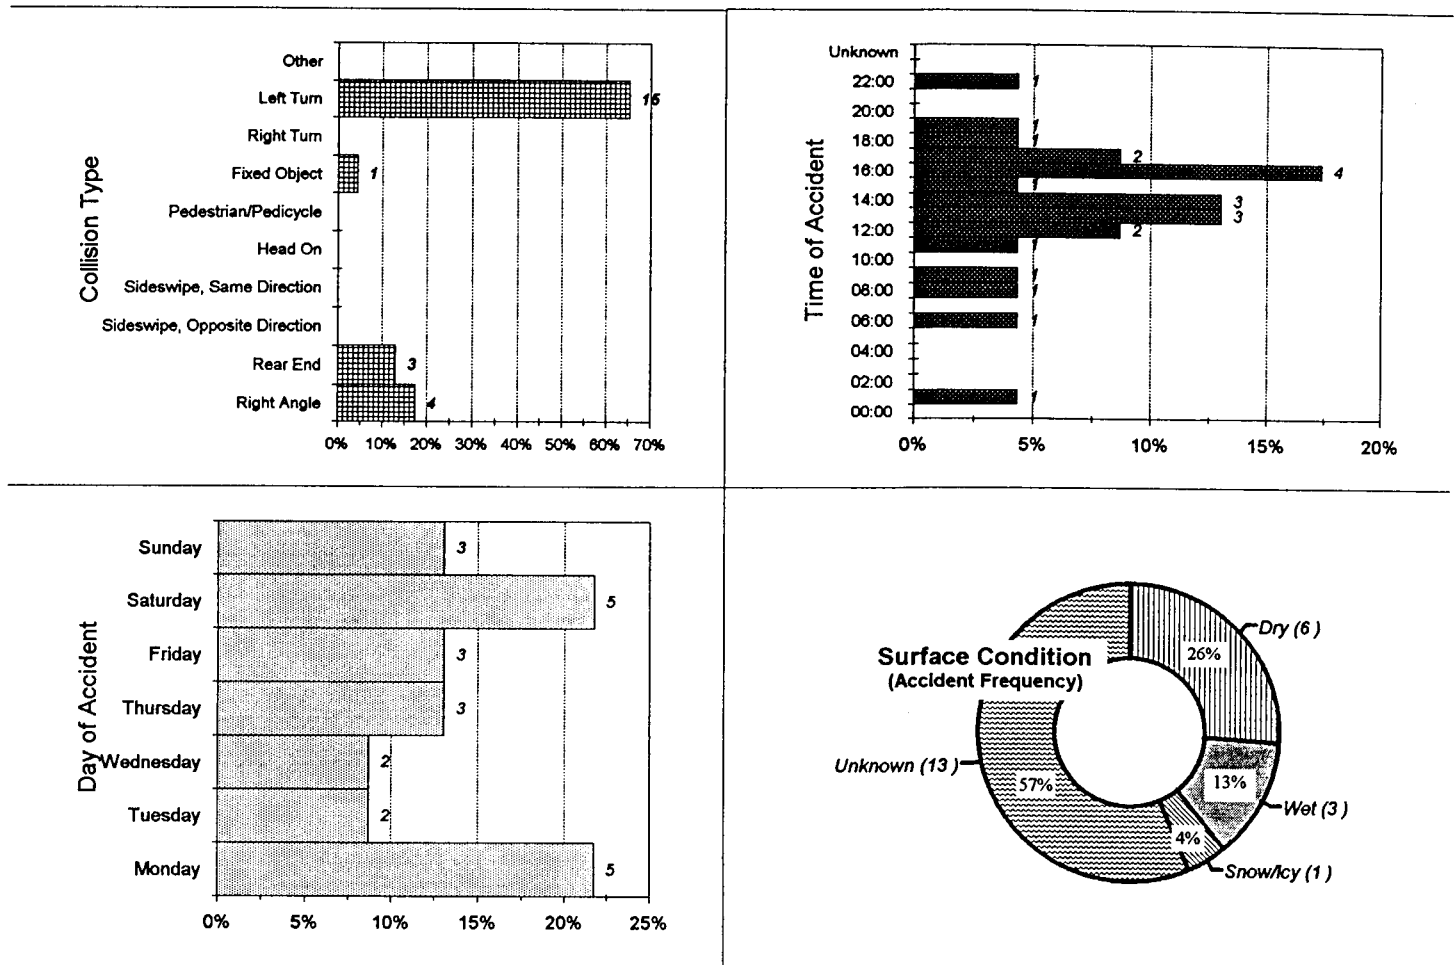 Collision Type
Other
Left Turn
15
Right Turn
Fixed Object
1
Pedestrian/Pedicycle
Head On
Sideswipe, Same Direction
Sideswipe, Opposite Direction
Rear End
3
Right Angle
4
0% 10% 20% 30% 40% 50% 60% 70%
Time of Accident
Unknown
22:00
1
20:00
1
18:00
1
2
16:00
4
1
14:00
3
3
12:00
2
1
10:00
1
08:00
1
06:00
1
04:00
02:00
1
00:00
0% 5% 10% 15% 20%
Day of Accident
Sunday
3
Saturday
5
Friday
3
Thursday
3
Wednesday
2
Tuesday
2
Monday
5
0% 5% 10% 15% 20% 25%
Surface Condition
(Accident Frequency)
Dry (6 )
26%
Unknown (13 )
57%
13%
Wet (3 )
4%
Snow/Icy (1 )